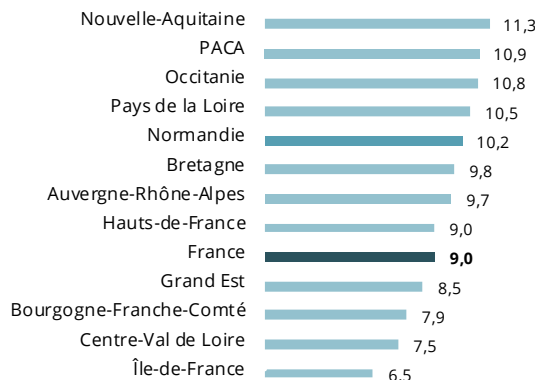 Nouvelle-Aquitaine 11,3
PACA 10,9
Occitanie 10,8
Pays de la Loire 10,5
Normandie 10,2
Bretagne 9,8
Auvergne-Rhône-Alpes 9,7
Hauts-de-France 9,0
France 9,0
Grand Est 8,5
Bourgogne-Franche-Comté 7,9
Centre-Val de Loire 7,5
Île-de-France 6,5